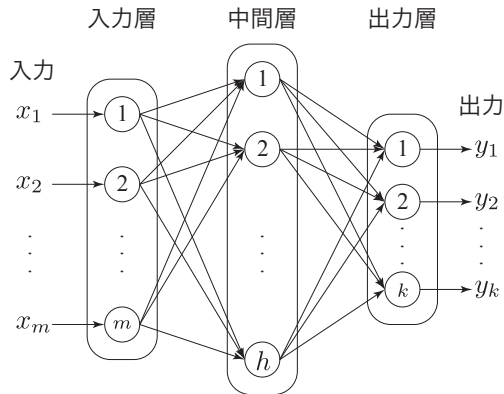 入力層 中間層 出力層
入力
出力
x₁ 1 1 1 y₁
x₂ 2 2 2 y₂
. . . . .
. . . . .
. . . . .
xₘ m h k yₖ